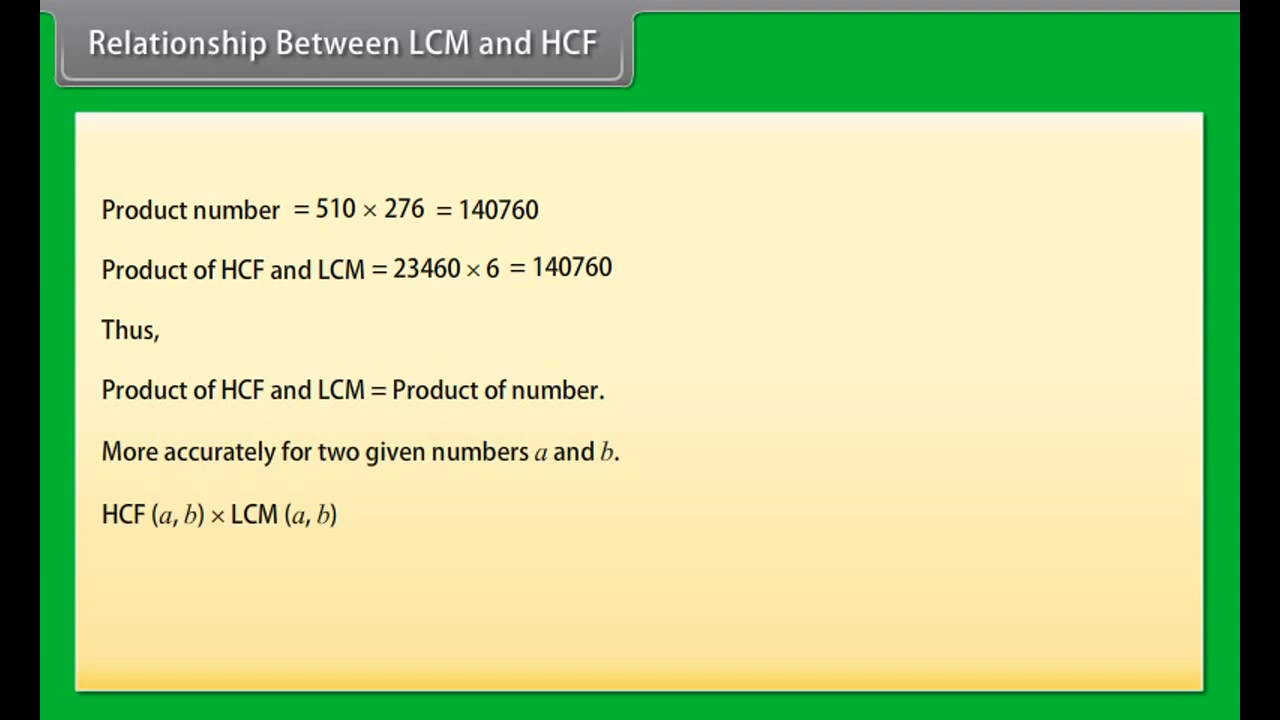 Relationship Between LCM and HCF
Product number = 510 × 276 = 140760
Product of HCF and LCM = 23460 × 6 = 140760
Thus,
Product of HCF and LCM = Product of number.
More accurately for two given numbers a and b.
HCF (a, b) × LCM (a, b)